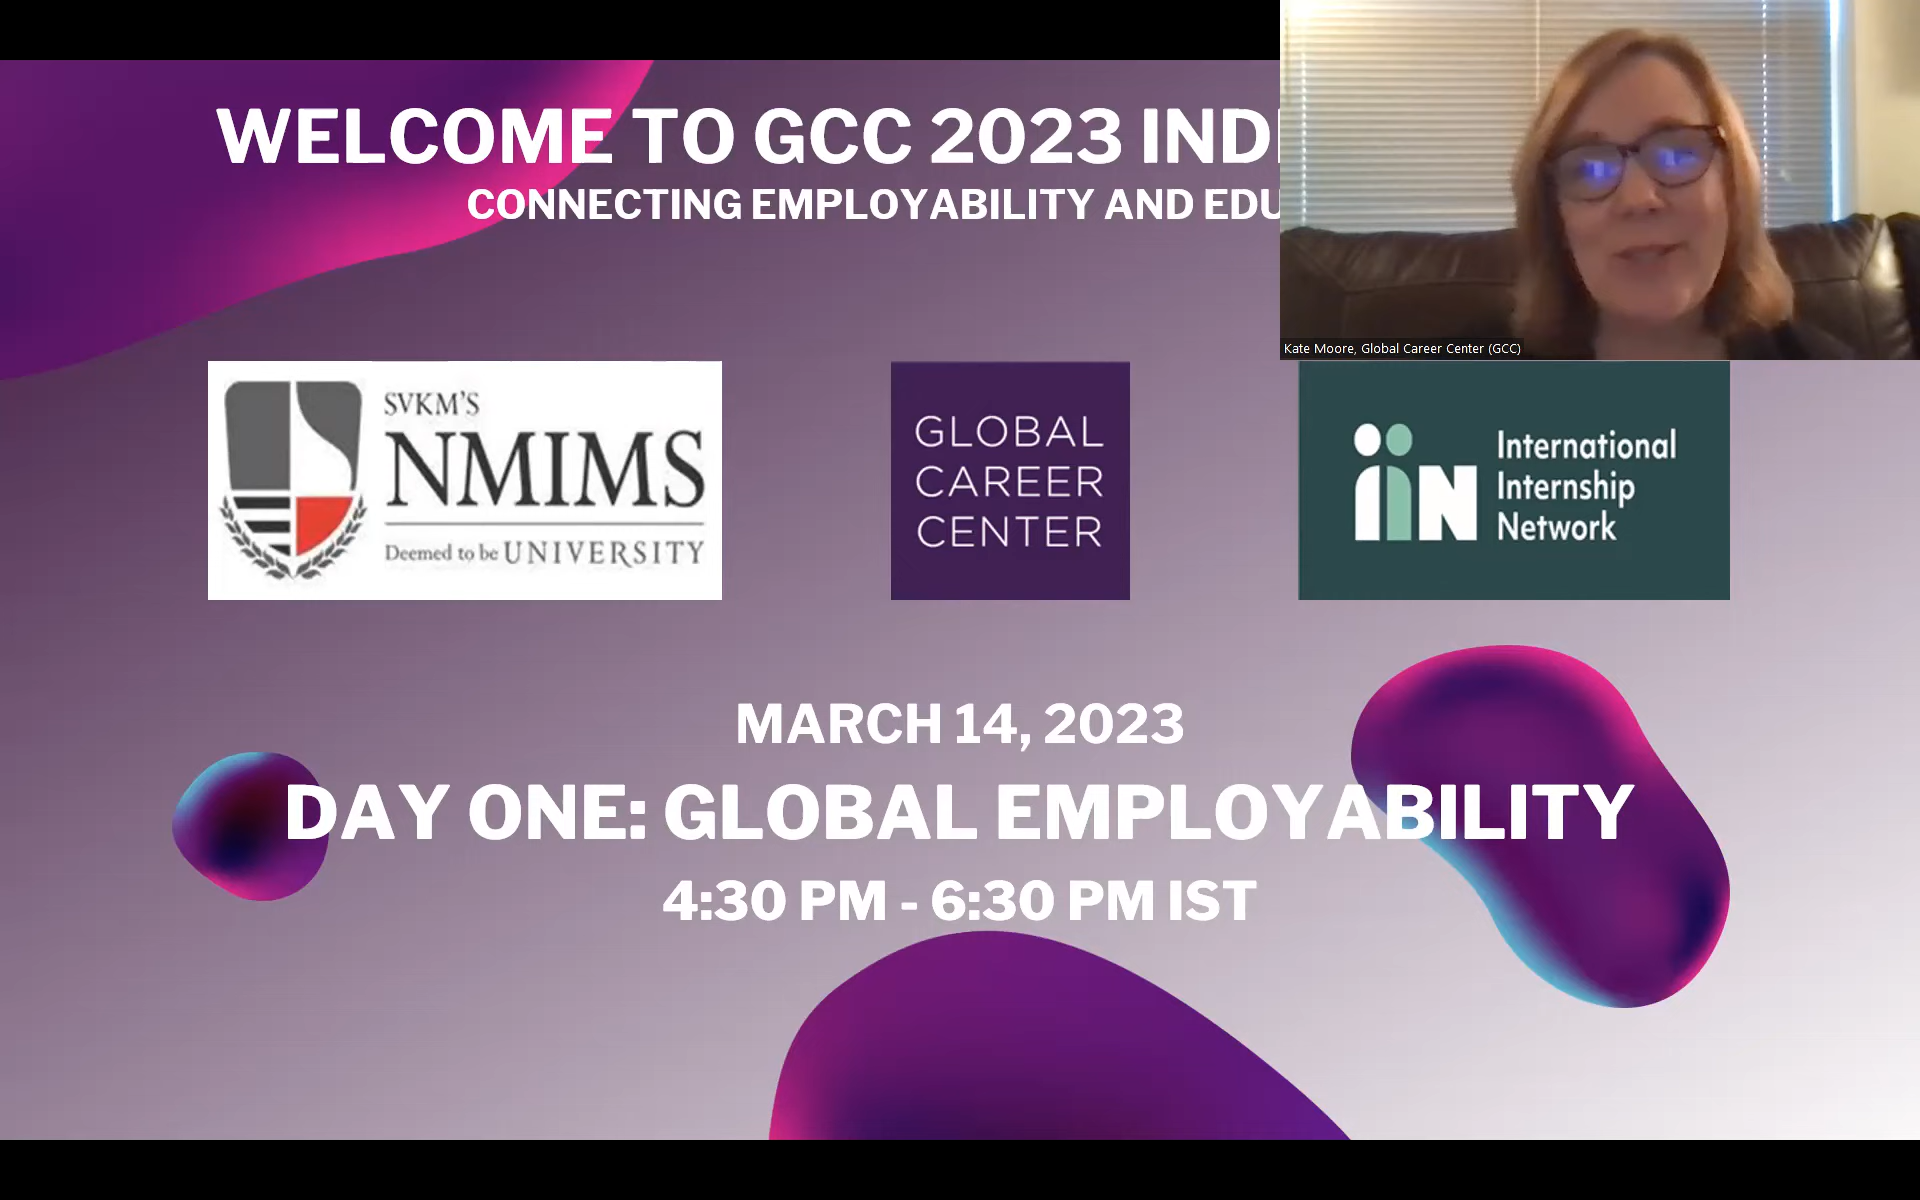 WELCOME TO GCC 2023
CONNECTING EMPLOYABILITY AND
Kate Moore, Global Career Center (GCC)
SVKM'S
NMIMS
Deemed to be UNIVERSITY
GLOBAL
CAREER
CENTER
iiN
International
Internship
Network
MARCH 14, 2023
DAY ONE: GLOBAL EMPLOYABILITY
4:30 PM - 6:30 PM IST